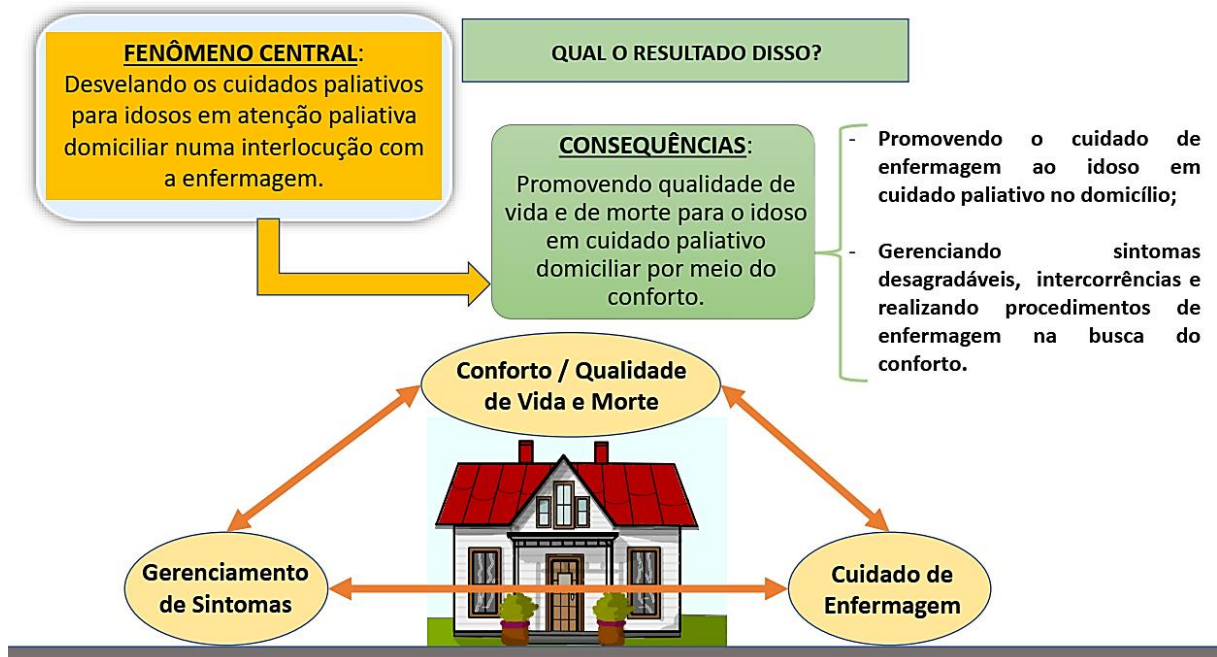 FENÔMENO CENTRAL:
Desvelando os cuidados paliativos
para idosos em atenção paliativa
domiciliar numa interlocução com
a enfermagem.
QUAL O RESULTADO DISSO?
CONSEQUÊNCIAS:
Promovendo qualidade de
vida e de morte para o idoso
em cuidado paliativo
domiciliar por meio do
conforto.
- Promovendo o cuidado de
enfermagem ao idoso em
cuidado paliativo no domicílio;
- Gerenciando sintomas
desagradáveis, intercorrências e
realizando procedimentos de
enfermagem na busca do
conforto.
Conforto / Qualidade
de Vida e Morte
Gerenciamento
de Sintomas
Cuidado de
Enfermagem